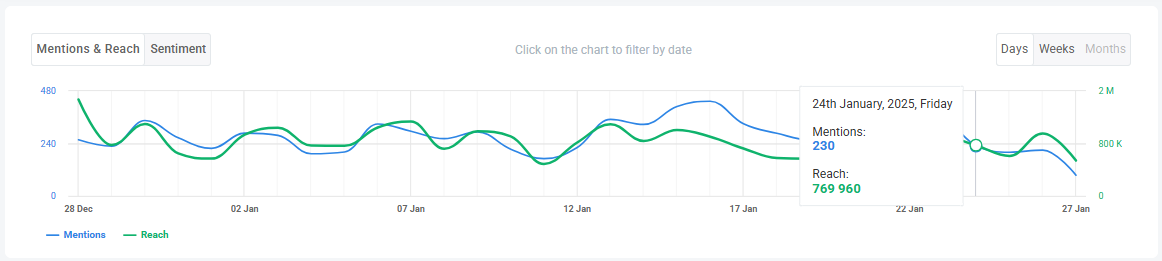 Mentions & Reach Sentiment
Click on the chart to filter by date
Days Weeks Months
480
2 M
24th January, 2025, Friday
Mentions:
230
Reach:
769 960
240
800 K
0
0
28 Dec 02 Jan 07 Jan 12 Jan 17 Jan 22 Jan 27 Jan
Mentions Reach